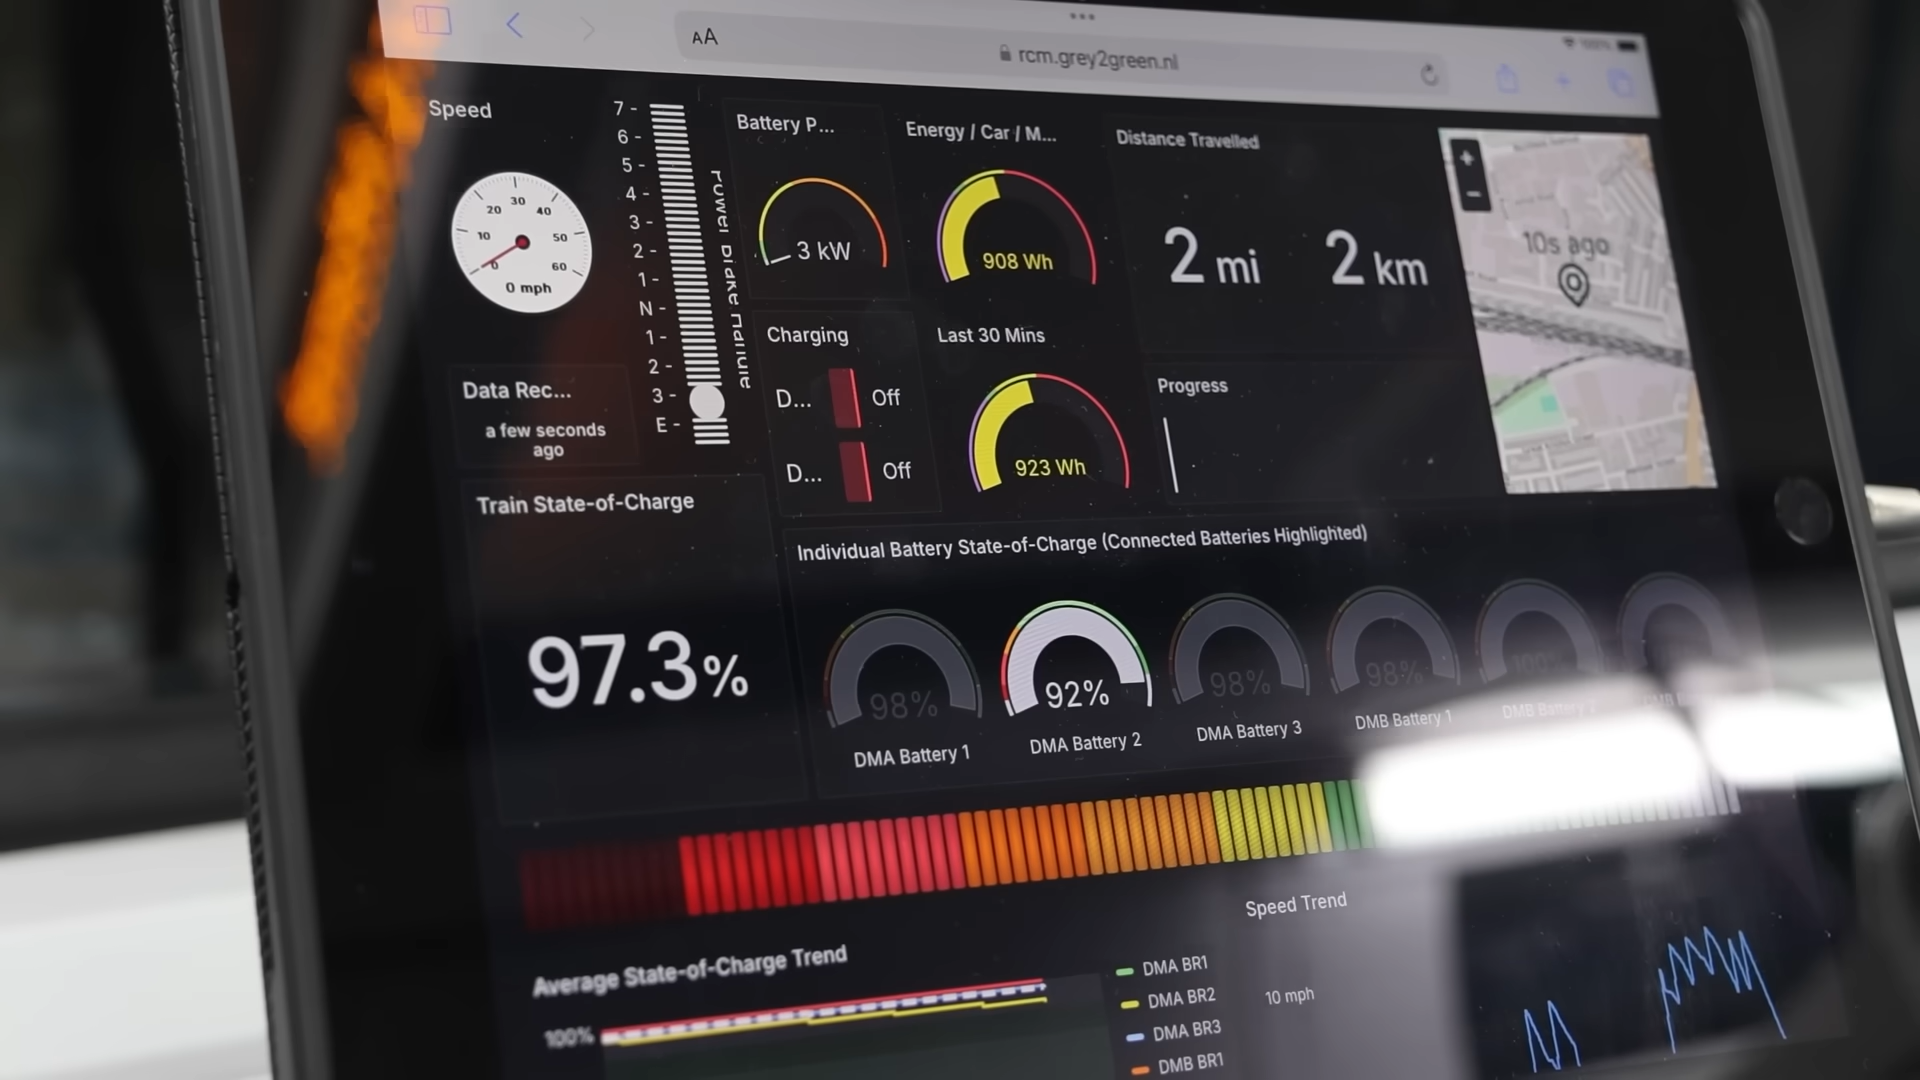 AA
rcm.grey2green.nl
Speed
10
20
30
40
50
60
0
0 mph
7 -
6 -
5 -
4 -
3 -
2 -
1 -
N -
1 -
2 -
3 -
E -
Power Brake Handle
Battery P...
3 kW
Energy / Car / M...
908 Wh
Distance Travelled
2 mi
2 km
+
−
10s ago
Data Rec...
a few seconds
ago
Charging
D... Off
D... Off
Last 30 Mins
923 Wh
Progress
Train State-of-Charge
97.3%
Individual Battery State-of-Charge (Connected Batteries Highlighted)
98%
DMA Battery 1
92%
DMA Battery 2
98%
DMA Battery 3
98%
DMB Battery 1
100%
DMB Battery 2
DMB
Average State-of-Charge Trend
100%
DMA BR1
DMA BR2
DMA BR3
DMB BR1
Speed Trend
10 mph